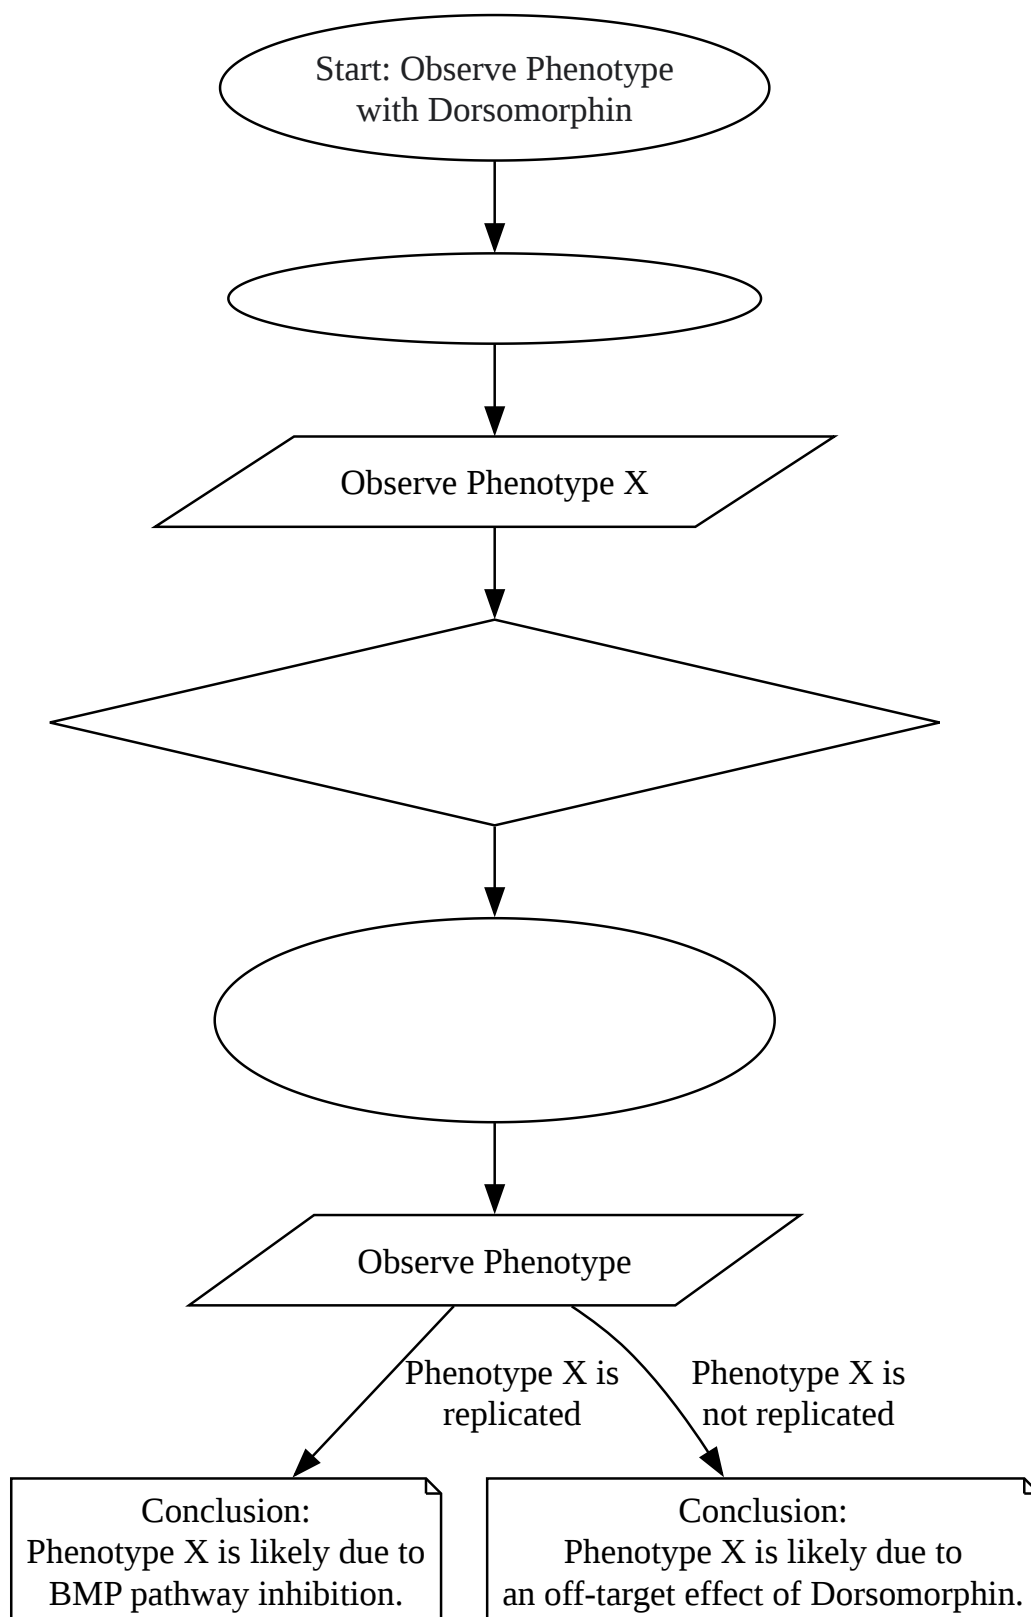 Start: Observe Phenotype
with Dorsomorphin
Observe Phenotype X
Observe Phenotype
Phenotype X is
replicated
Phenotype X is
not replicated
Conclusion:
Phenotype X is likely due to
BMP pathway inhibition.
Conclusion:
Phenotype X is likely due to
an off-target effect of Dorsomorphin.